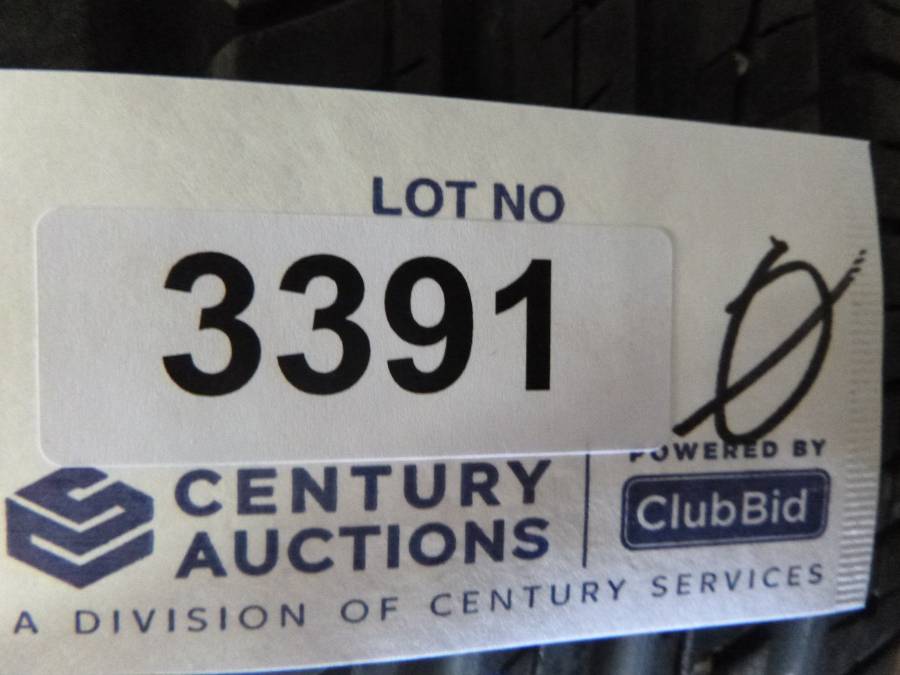 LOT NO
3391
Ø
CENTURY
AUCTIONS
POWERED BY
ClubBid
A DIVISION OF CENTURY SERVICES